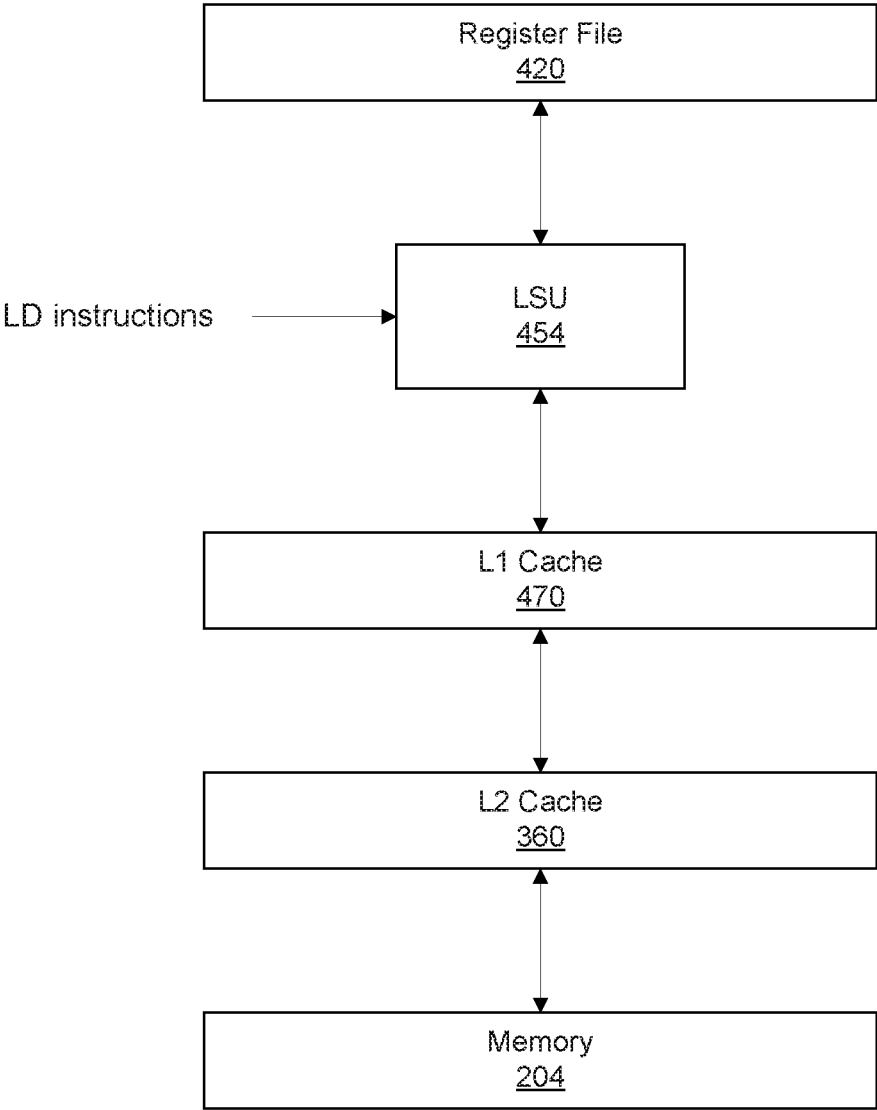 Register File
420
LD instructions
LSU
454
L1 Cache
470
L2 Cache
360
Memory
204